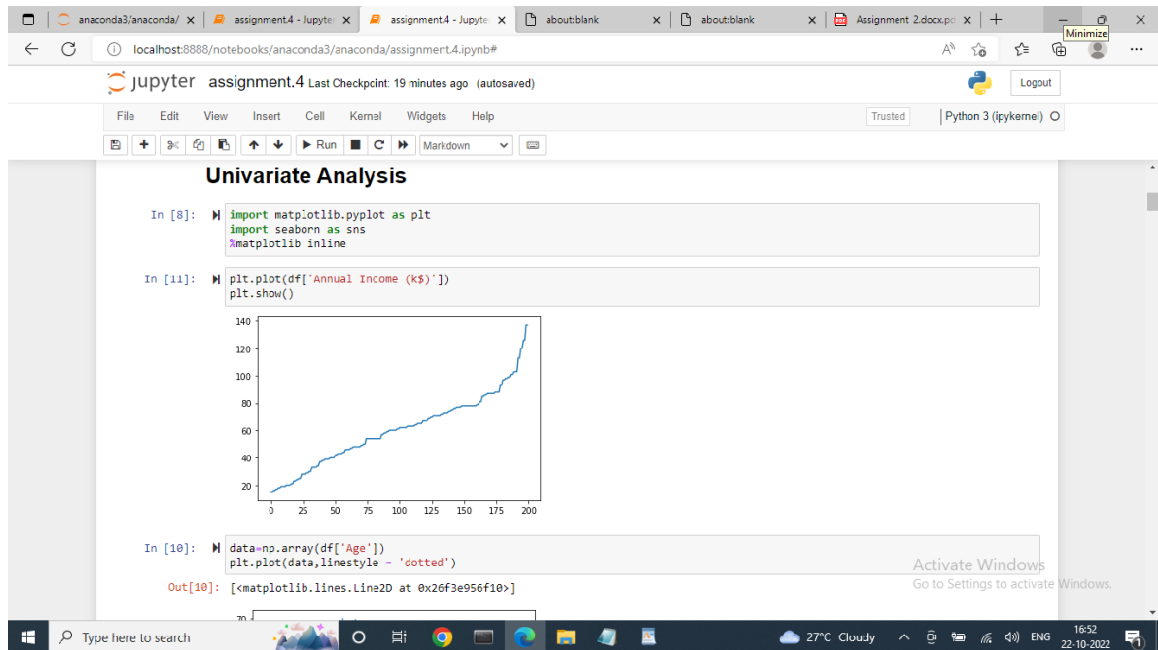 anaconda3/anaconda/
assignment.4 - Jupyter
assignment.4 - Jupyter
about:blank
about:blank
Assignment 2.docx.pd
Minimize
localhost:8888/notebooks/anaconda3/anaconda/assignment.4.ipynb#
jupyter assignment.4 Last Checkpoint: 19 minutes ago (autosaved)
Logout
File Edit View Insert Cell Kernel Widgets Help
Trusted
Python 3 (ipykernel)
Run
Markdown
Univariate Analysis
In [8]:
import matplotlib.pyplot as plt
import seaborn as sns
%matplotlib inline
In [11]:
plt.plot(df['Annual Income (k$)'])
plt.show()
140
120
100
80
60
40
20
0 25 50 75 100 125 150 175 200
In [10]:
data=np.array(df['Age'])
plt.plot(data,linestyle = 'dotted')
Out[10]: [<matplotlib.lines.Line2D at 0x26f3e956f10>]
70
Activate Windows
Go to Settings to activate Windows.
Type here to search
27°C Cloudy
ENG
16:52
22-10-2022
1